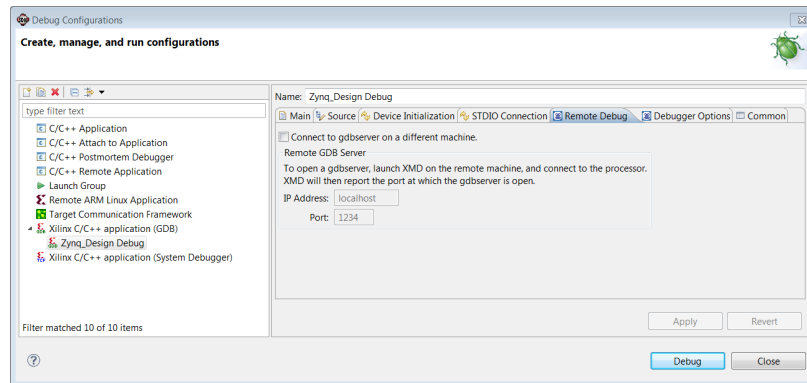 Debug Configurations
Create, manage, and run configurations
type filter text
C/C++ Application
C/C++ Attach to Application
C/C++ Postmortem Debugger
C/C++ Remote Application
Launch Group
Remote ARM Linux Application
Target Communication Framework
Xilinx C/C++ application (GDB)
Zynq_Design Debug
Xilinx C/C++ application (System Debugger)
Filter matched 10 of 10 items
Name: Zynq_Design Debug
Main Source Device Initialization STDIO Connection Remote Debug Debugger Options Common
Connect to gdbserver on a different machine.
Remote GDB Server
To open a gdbserver, launch XMD on the remote machine, and connect to the processor.
XMD will then report the port at which the gdbserver is open.
IP Address: localhost
Port: 1234
Apply Revert
Debug Close